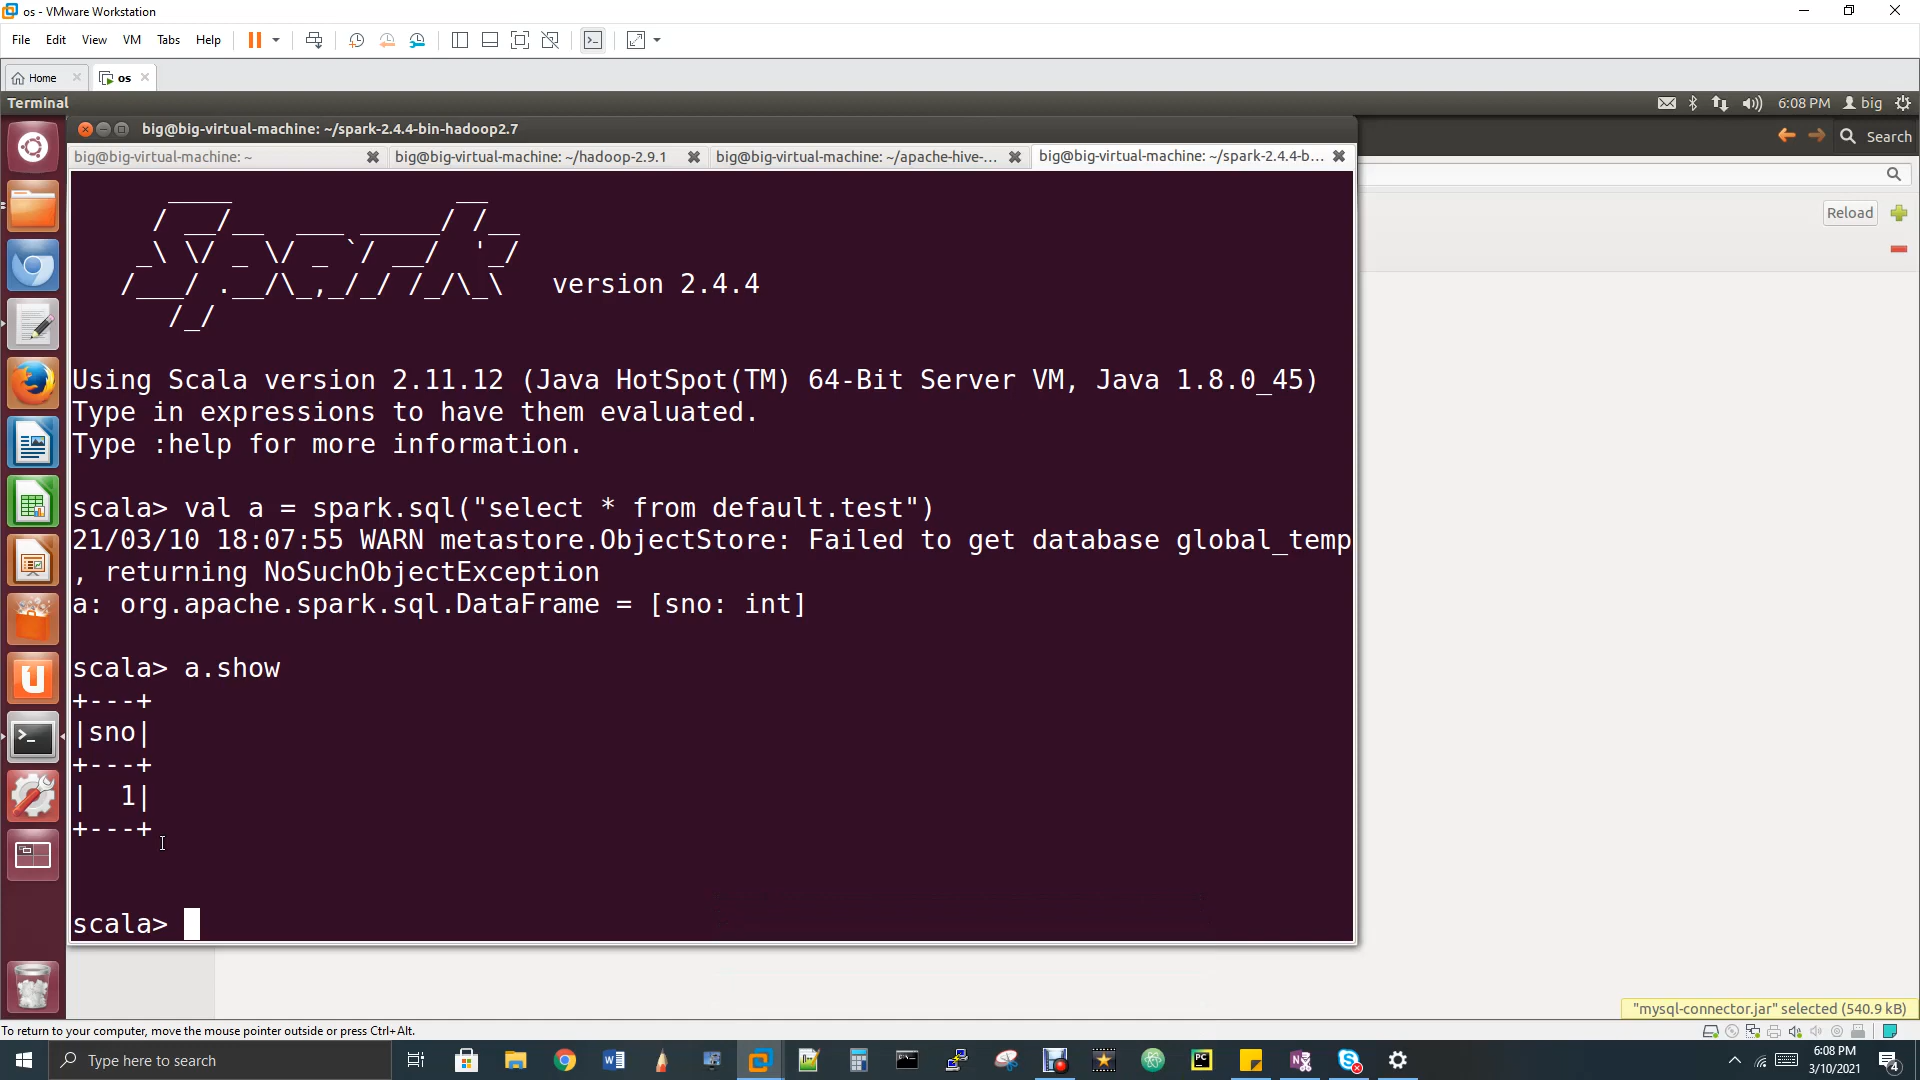 os - VMware Workstation
File Edit View VM Tabs Help
Home
os
Terminal
6:08 PM
big
big@big-virtual-machine: ~/spark-2.4.4-bin-hadoop2.7
Search
big@big-virtual-machine: ~
big@big-virtual-machine: ~/hadoop-2.9.1
big@big-virtual-machine: ~/apache-hive-...
big@big-virtual-machine: ~/spark-2.4.4-b...
Reload
Spark
version 2.4.4
Using Scala version 2.11.12 (Java HotSpot(TM) 64-Bit Server VM, Java 1.8.0_45)
Type in expressions to have them evaluated.
Type :help for more information.
scala> val a = spark.sql("select * from default.test")
21/03/10 18:07:55 WARN metastore.ObjectStore: Failed to get database global_temp
, returning NoSuchObjectException
a: org.apache.spark.sql.DataFrame = [sno: int]
scala> a.show
+---+
|sno|
+---+
|  1|
+---+
scala>
"mysql-connector.jar" selected (540.9 kB)
To return to your computer, move the mouse pointer outside or press Ctrl+Alt.
Type here to search
6:08 PM
3/10/2021
4